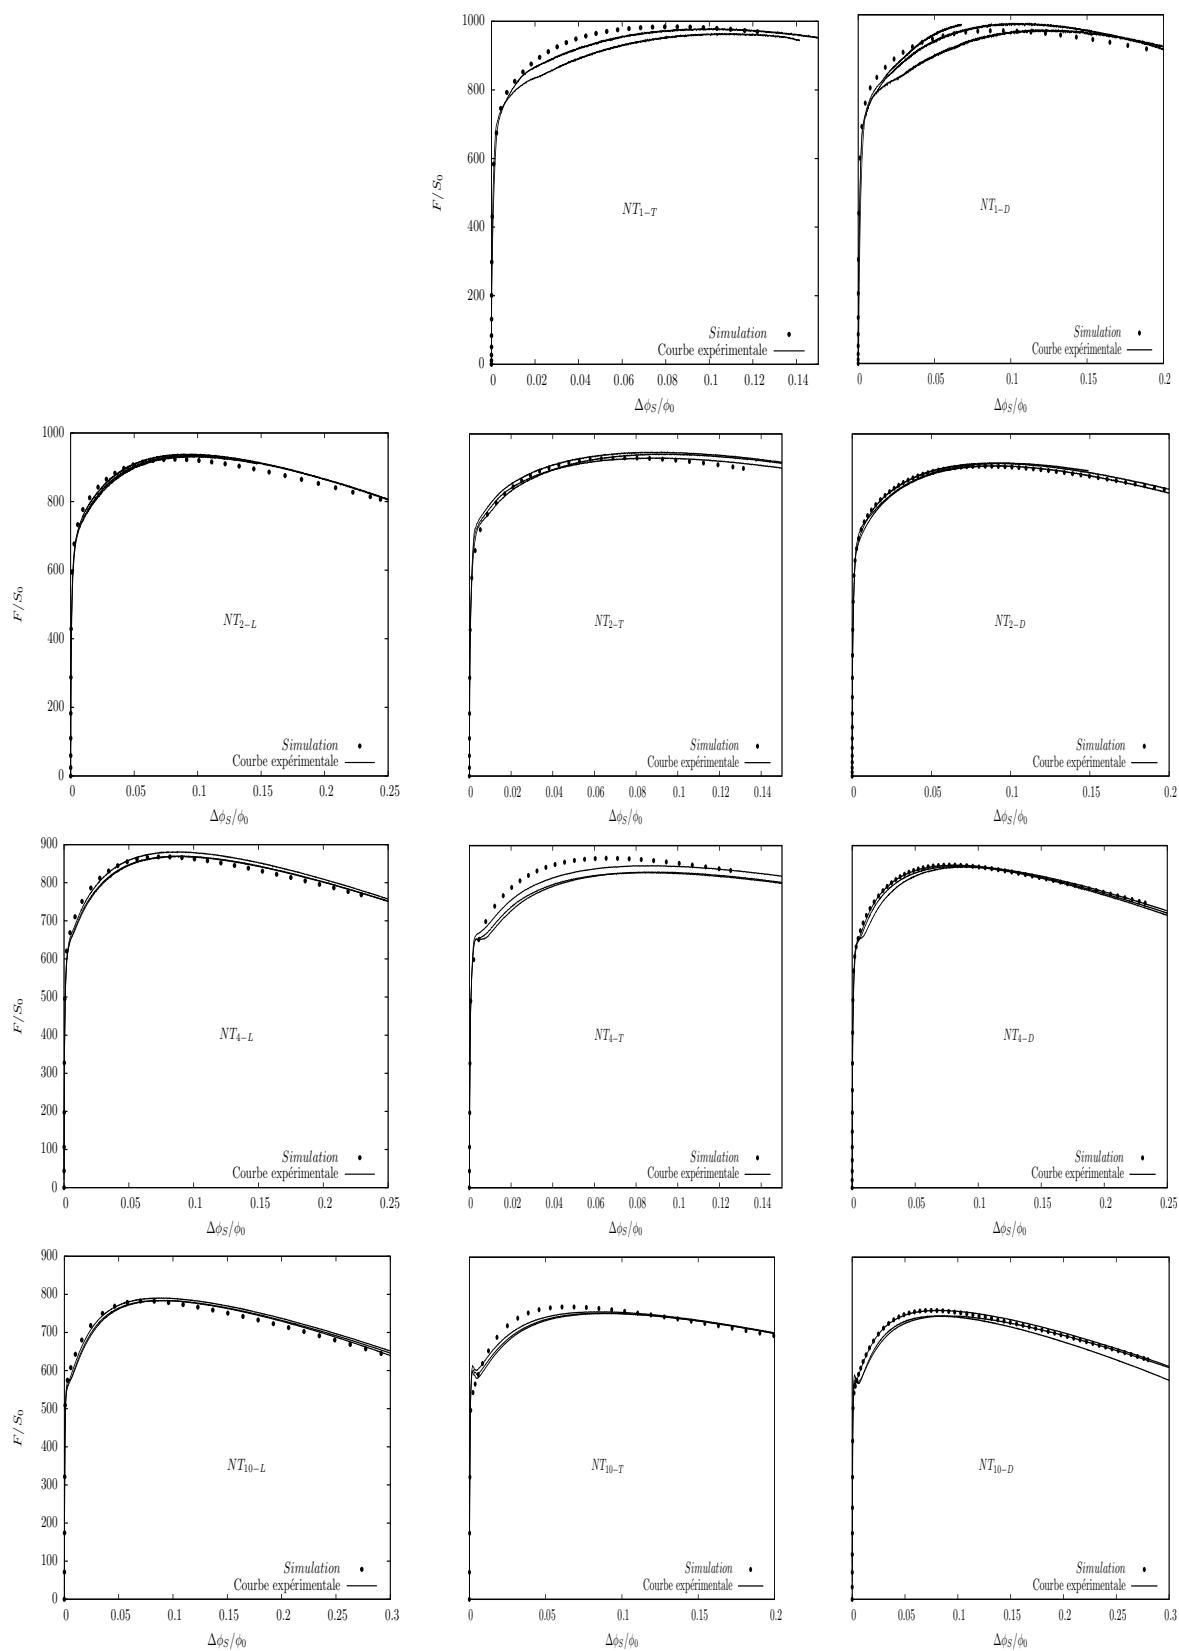 1000
800
600
400
200
0
F/S₀
NT₁₋T
Simulation
Courbe expérimentale
0 0.02 0.04 0.06 0.08 0.1 0.12 0.14
Δϕ_S/ϕ₀
NT₁₋D
Simulation
Courbe expérimentale
0 0.05 0.1 0.15 0.2
Δϕ_S/ϕ₀
1000
800
600
400
200
0
F/S₀
NT₂₋L
Simulation
Courbe expérimentale
0 0.05 0.1 0.15 0.2 0.25
Δϕ_S/ϕ₀
NT₂₋T
Simulation
Courbe expérimentale
0 0.02 0.04 0.06 0.08 0.1 0.12 0.14
Δϕ_S/ϕ₀
NT₂₋D
Simulation
Courbe expérimentale
0 0.05 0.1 0.15 0.2
Δϕ_S/ϕ₀
900
800
700
600
500
400
300
200
100
0
F/S₀
NT₄₋L
Simulation
Courbe expérimentale
0 0.05 0.1 0.15 0.2 0.25
Δϕ_S/ϕ₀
NT₄₋T
Simulation
Courbe expérimentale
0 0.02 0.04 0.06 0.08 0.1 0.12 0.14
Δϕ_S/ϕ₀
NT₄₋D
Simulation
Courbe expérimentale
0 0.05 0.1 0.15 0.2 0.25
Δϕ_S/ϕ₀
900
800
700
600
500
400
300
200
100
0
F/S₀
NT₁₀₋L
Simulation
Courbe expérimentale
0 0.05 0.1 0.15 0.2 0.25 0.3
Δϕ_S/ϕ₀
NT₁₀₋T
Simulation
Courbe expérimentale
0 0.05 0.1 0.15 0.2
Δϕ_S/ϕ₀
NT₁₀₋D
Simulation
Courbe expérimentale
0 0.05 0.1 0.15 0.2 0.25 0.3
Δϕ_S/ϕ₀